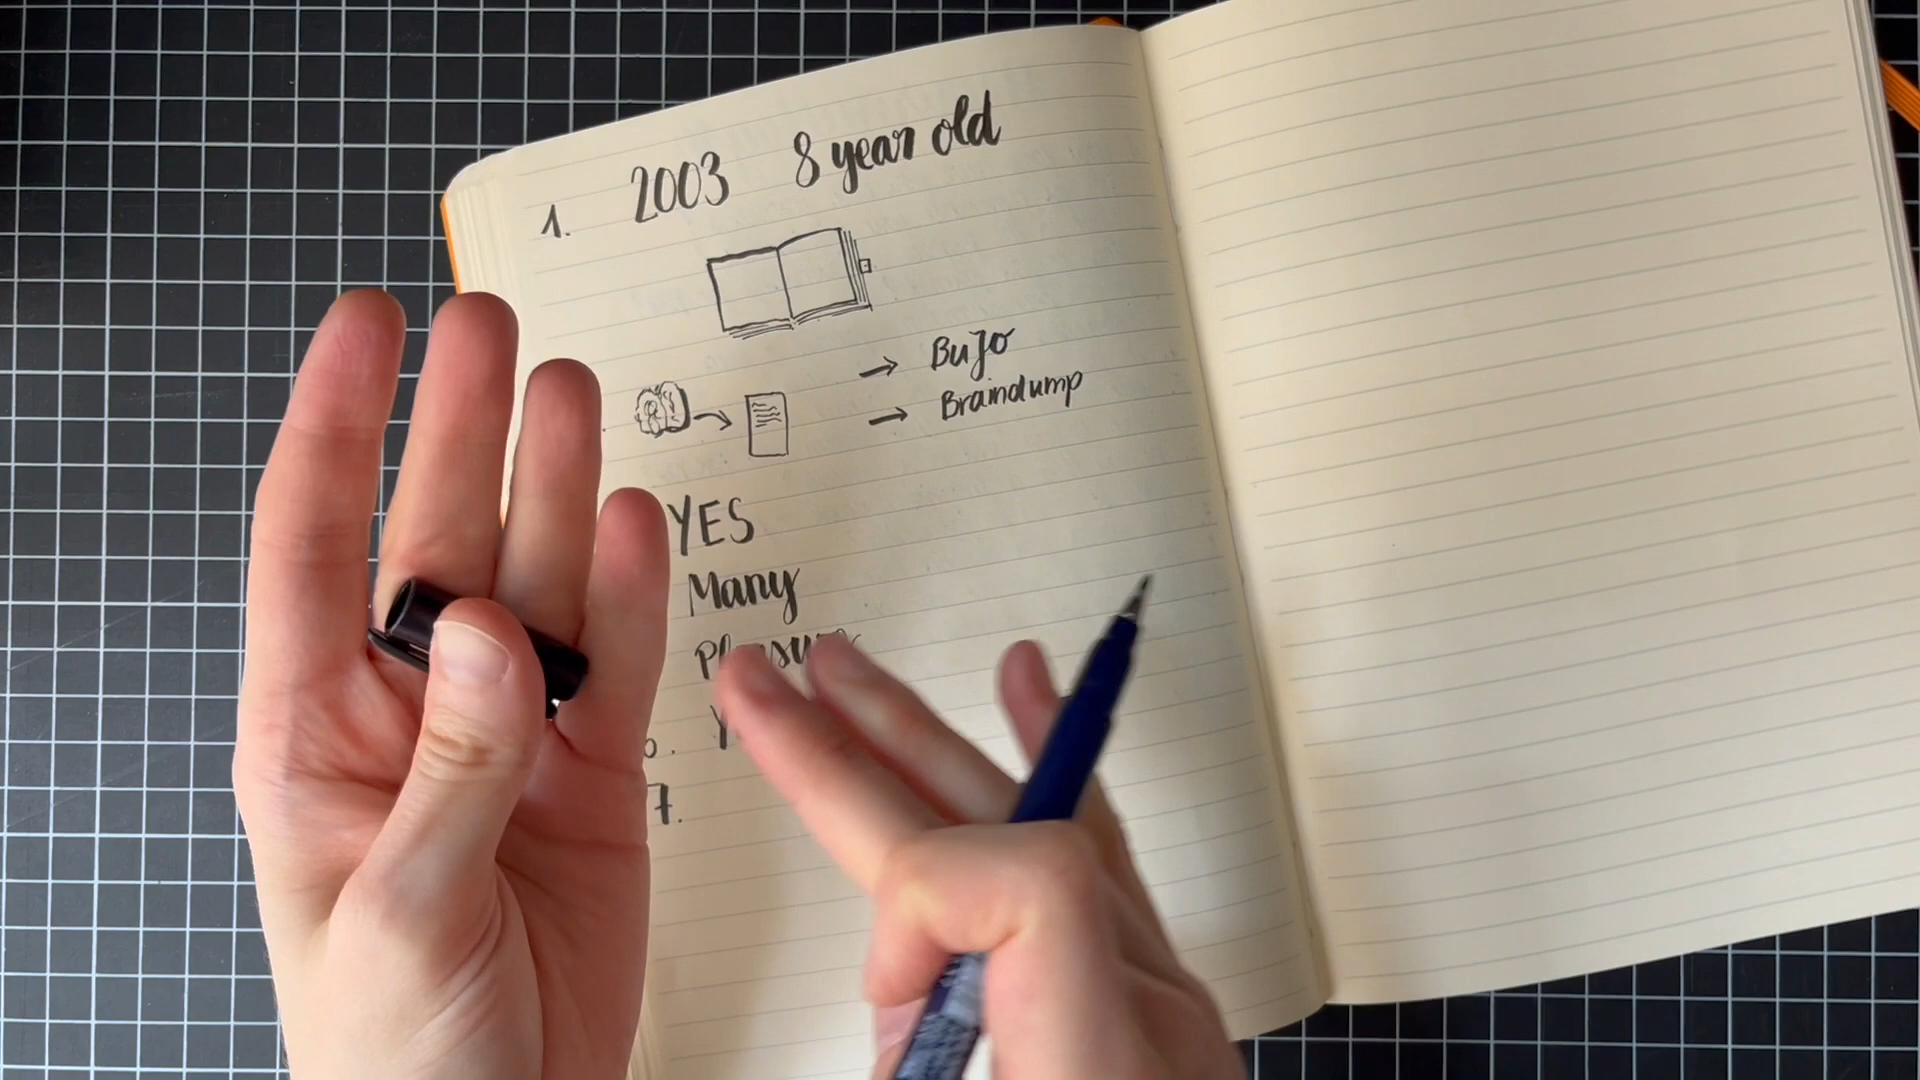 1. 2003 8 year old
→ BuJo
→ Braindump
YES
Many
7.